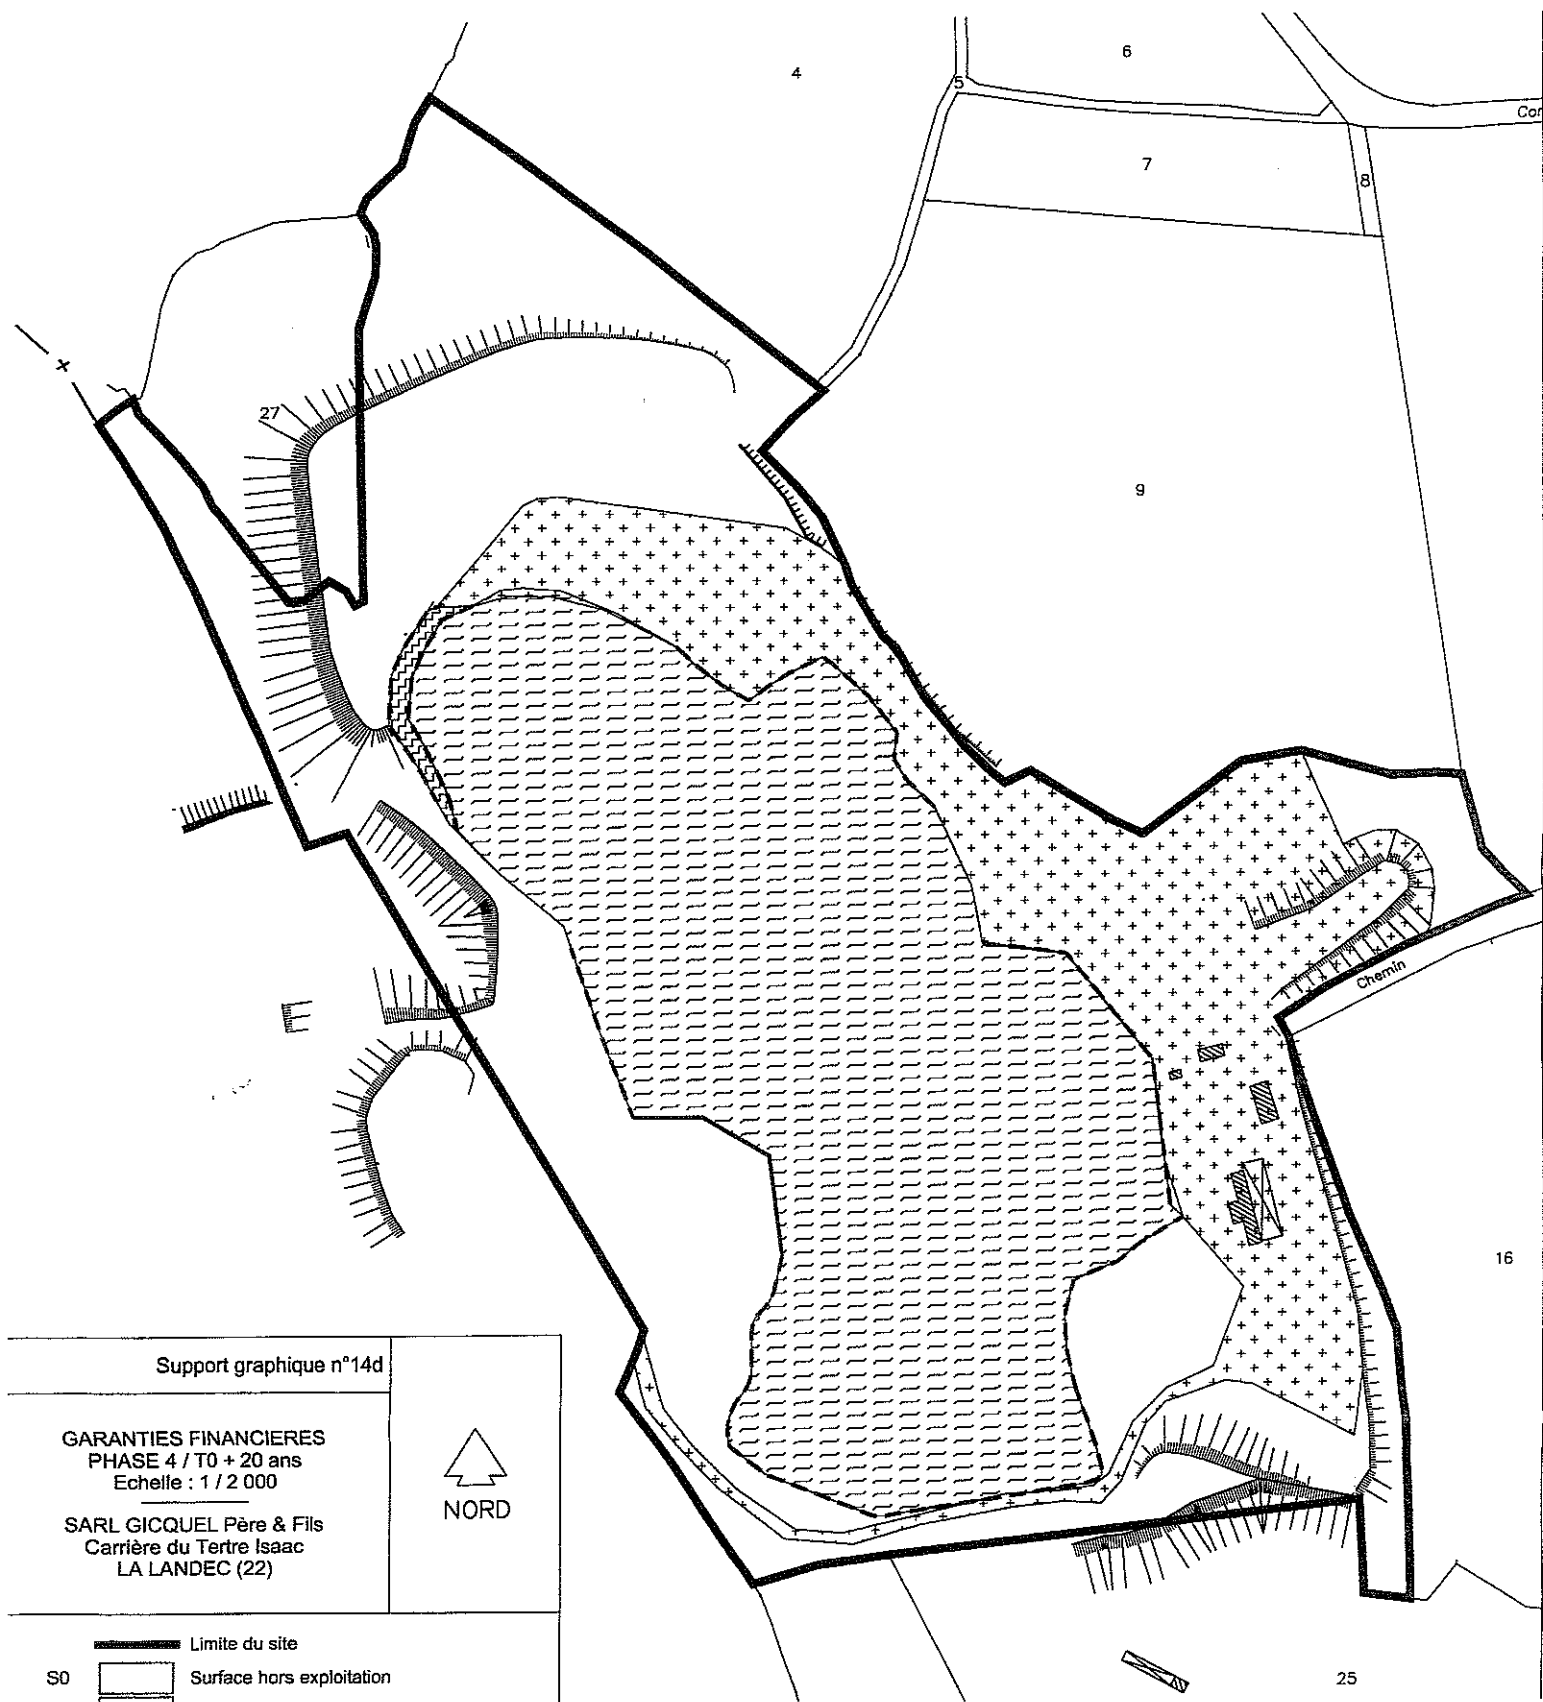 4
6
5
Cor
7
8
27
9
Chemin
16
Support graphique n°14d
GARANTIES FINANCIERES
PHASE 4 / T0 + 20 ans
Echelle : 1 / 2 000
SARL GICQUEL Père & Fils
Carrière du Tertre Isaac
LA LANDEC (22)
NORD
Limite du site
S0 Surface hors exploitation
25